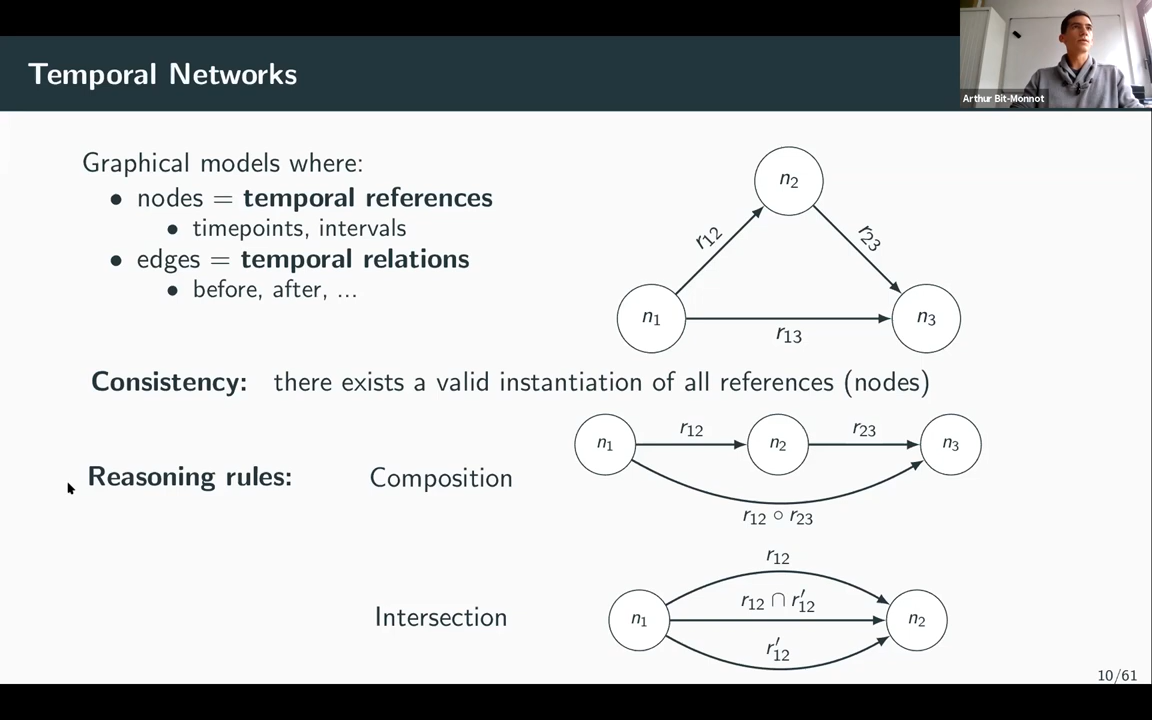 Temporal Networks
Arthur Bit-Monnot
Graphical models where:
• nodes = temporal references
• timepoints, intervals
• edges = temporal relations
• before, after, ...
n₂
r₁₂
r₂₃
n₁
n₃
r₁₃
Consistency: there exists a valid instantiation of all references (nodes)
Reasoning rules:
Composition
n₁
r₁₂
n₂
r₂₃
n₃
r₁₂ ∘ r₂₃
Intersection
r₁₂
n₁
r₁₂ ∩ r′₁₂
n₂
r′₁₂
10/61